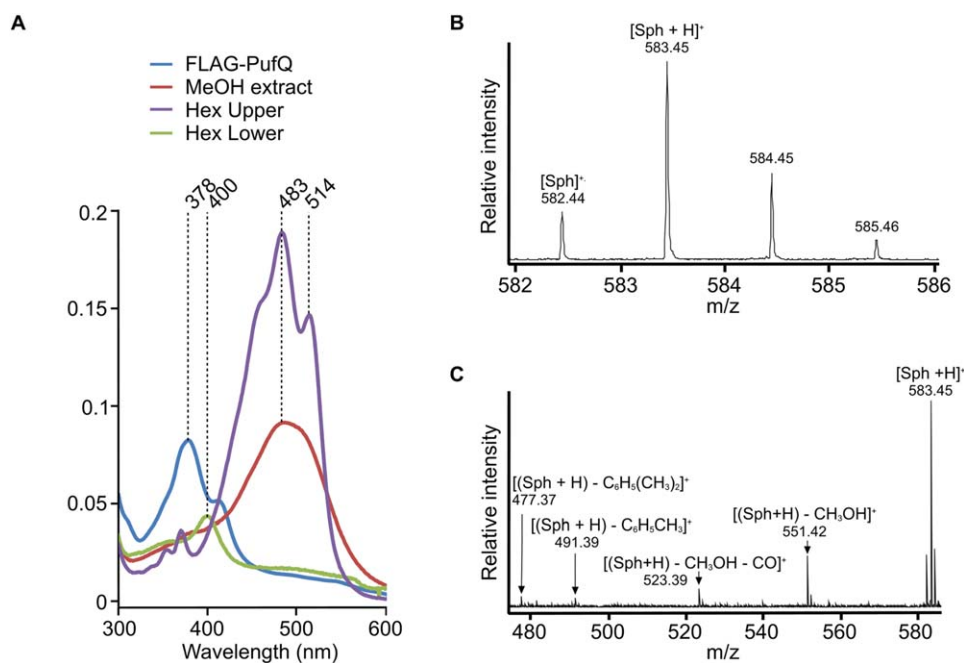 A
FLAG-PufQ
MeOH extract
Hex Upper
Hex Lower
378
400
483
514
0.2
0.15
0.1
0.05
0
300
400
500
600
Wavelength (nm)
B
Relative intensity
[Sph + H]⁺
583.45
[Sph]⁺·
582.44
584.45
585.46
582
583
584
585
586
m/z
C
Relative intensity
[Sph +H]⁺
583.45
[(Sph + H) - C₆H₅(CH₃)₂]⁺
477.37
[(Sph + H) - C₆H₅CH₃]⁺
491.39
[(Sph+H) - CH₃OH - CO]⁺
523.39
[(Sph+H) - CH₃OH]⁺
551.42
480
500
520
540
560
580
m/z